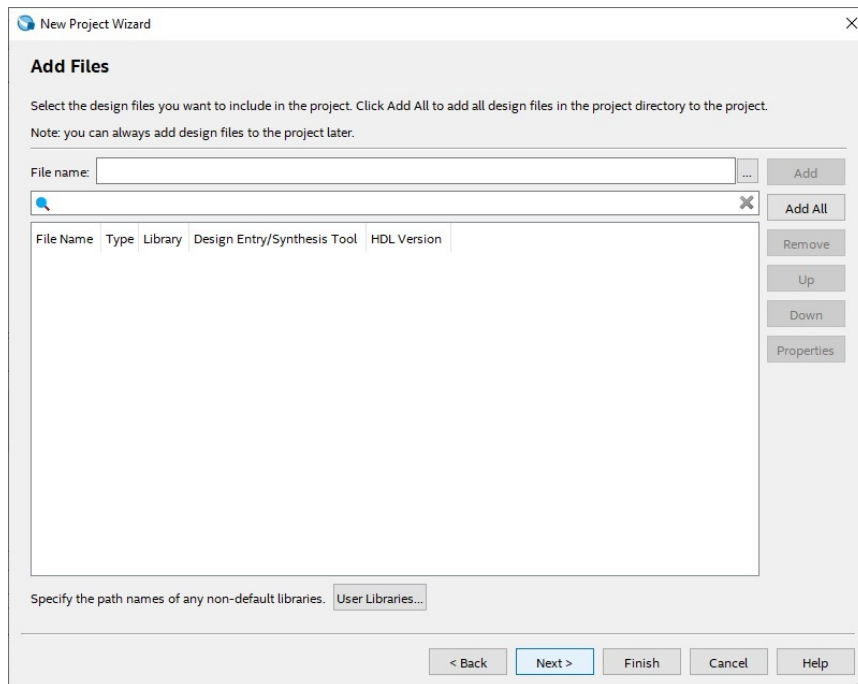 New Project Wizard
Add Files
Select the design files you want to include in the project. Click Add All to add all design files in the project directory to the project.
Note: you can always add design files to the project later.
File name: ... Add
Add All
File Name Type Library Design Entry/Synthesis Tool HDL Version
Remove
Up
Down
Properties
Specify the path names of any non-default libraries. User Libraries...
< Back Next > Finish Cancel Help